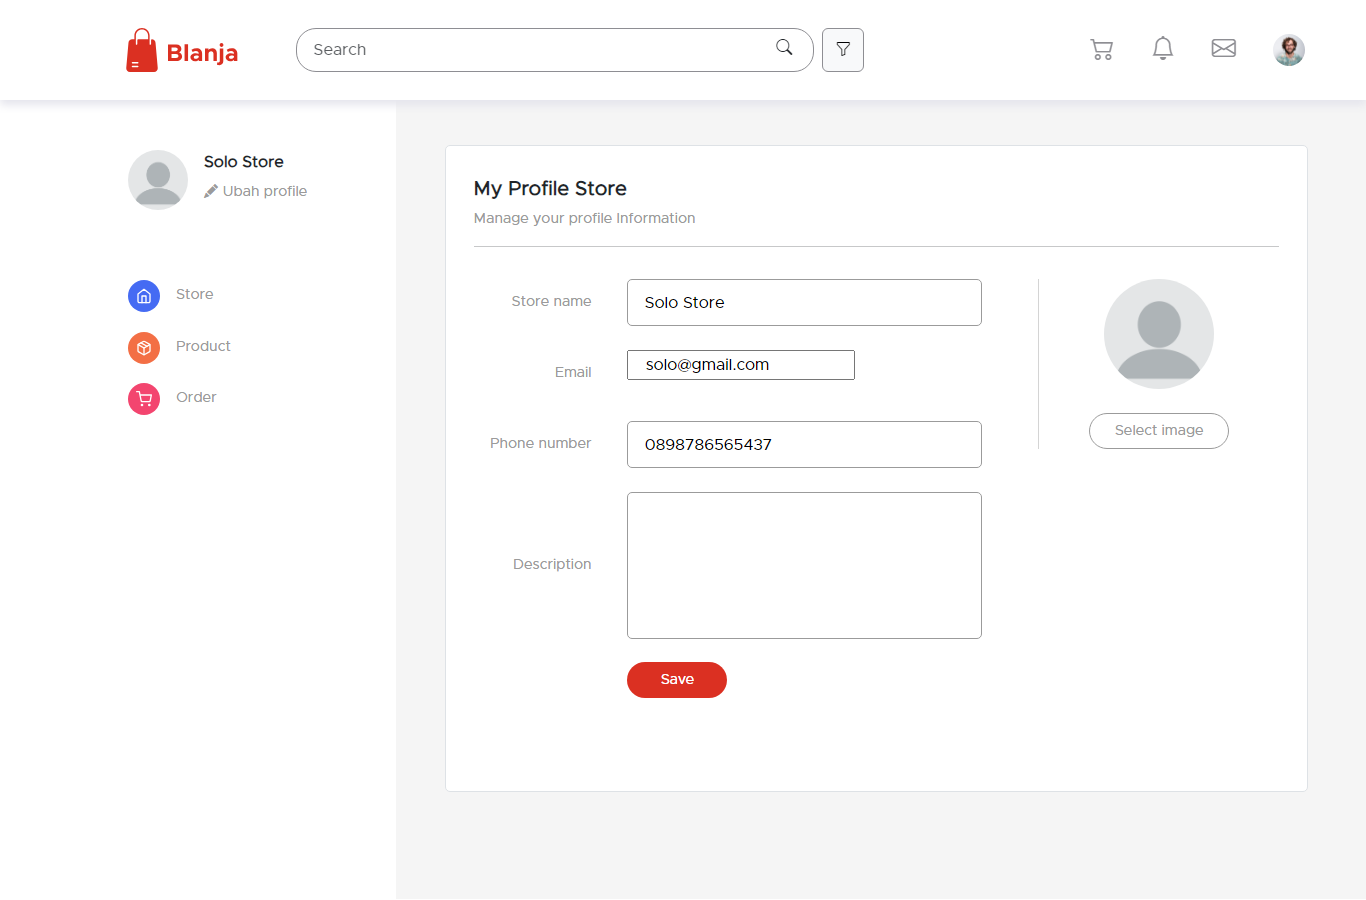 Blanja
Search
Solo Store
Ubah profile
Store
Product
Order
My Profile Store
Manage your profile Information
Store name
Solo Store
Email
solo@gmail.com
Phone number
0898786565437
Description
Save
Select image